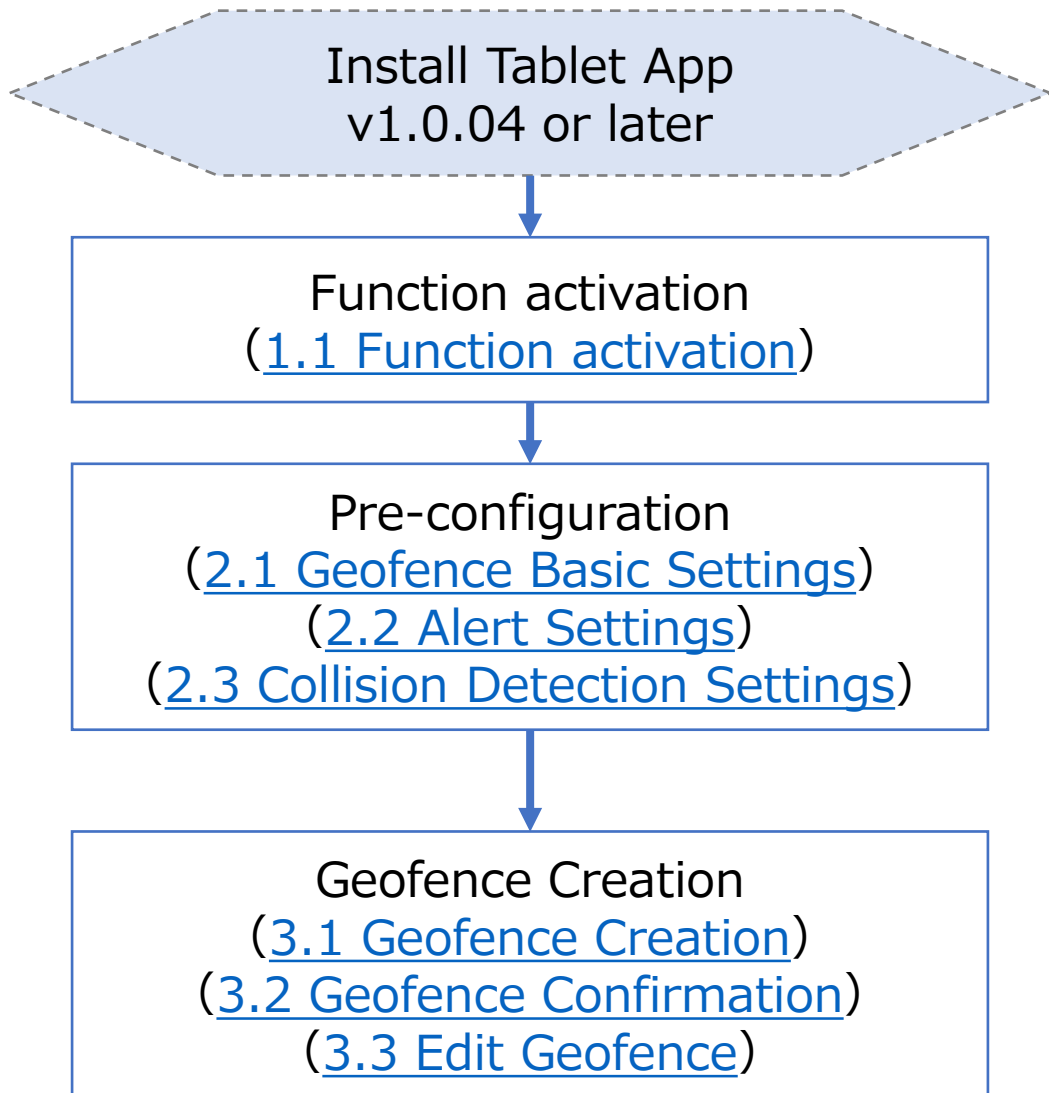 Install Tablet App
v1.0.04 or later
Function activation
(1.1 Function activation)
Pre-configuration
(2.1 Geofence Basic Settings)
(2.2 Alert Settings)
(2.3 Collision Detection Settings)
Geofence Creation
(3.1 Geofence Creation)
(3.2 Geofence Confirmation)
(3.3 Edit Geofence)